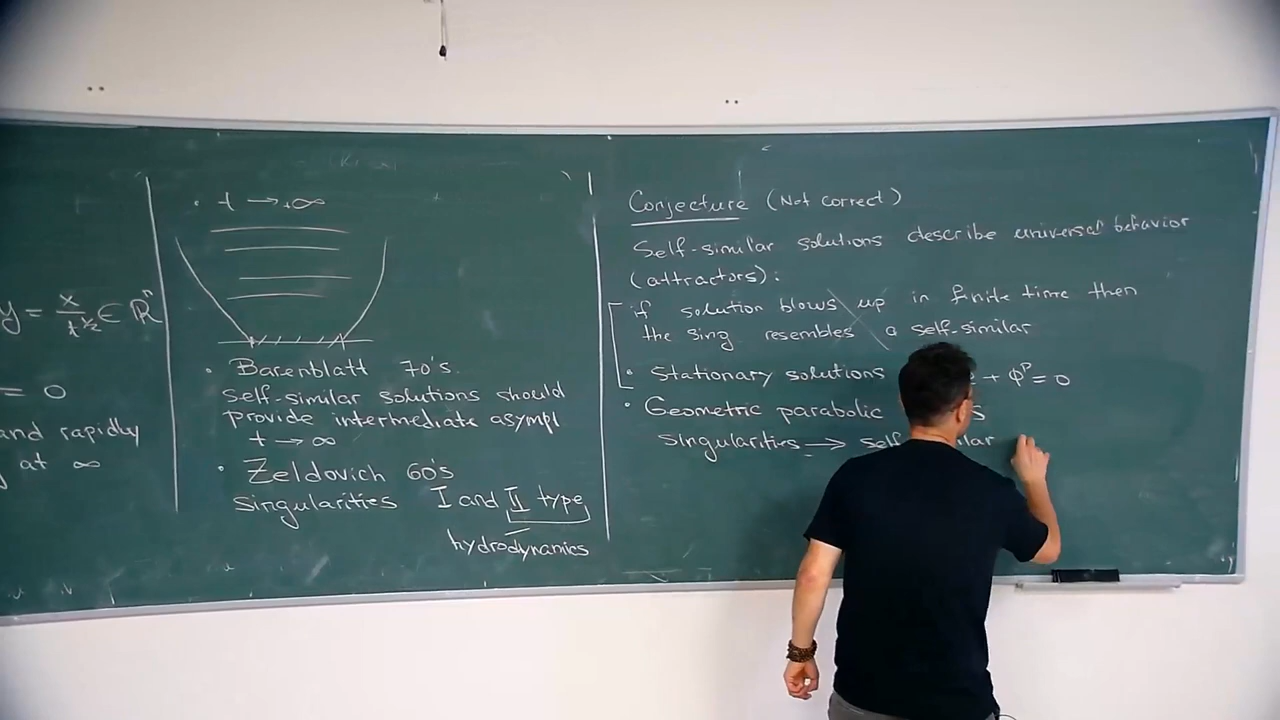 y = x/t^{1/2} ∈ ℝⁿ
= 0
and rapidly
at ∞
· t → +∞
· Barenblatt 70's.
self-similar solutions should
provide intermediate asympt
t → ∞
· Zeldovich 60's
singularities I and II type
hydrodynamics
Conjecture (Not correct)
Self-similar solutions describe universal behavior
(attractors):
if solution blows up in finite time then
the sing resembles a self-similar
· Stationary solutions + φᵖ = 0
· Geometric parabolic
singularities → self